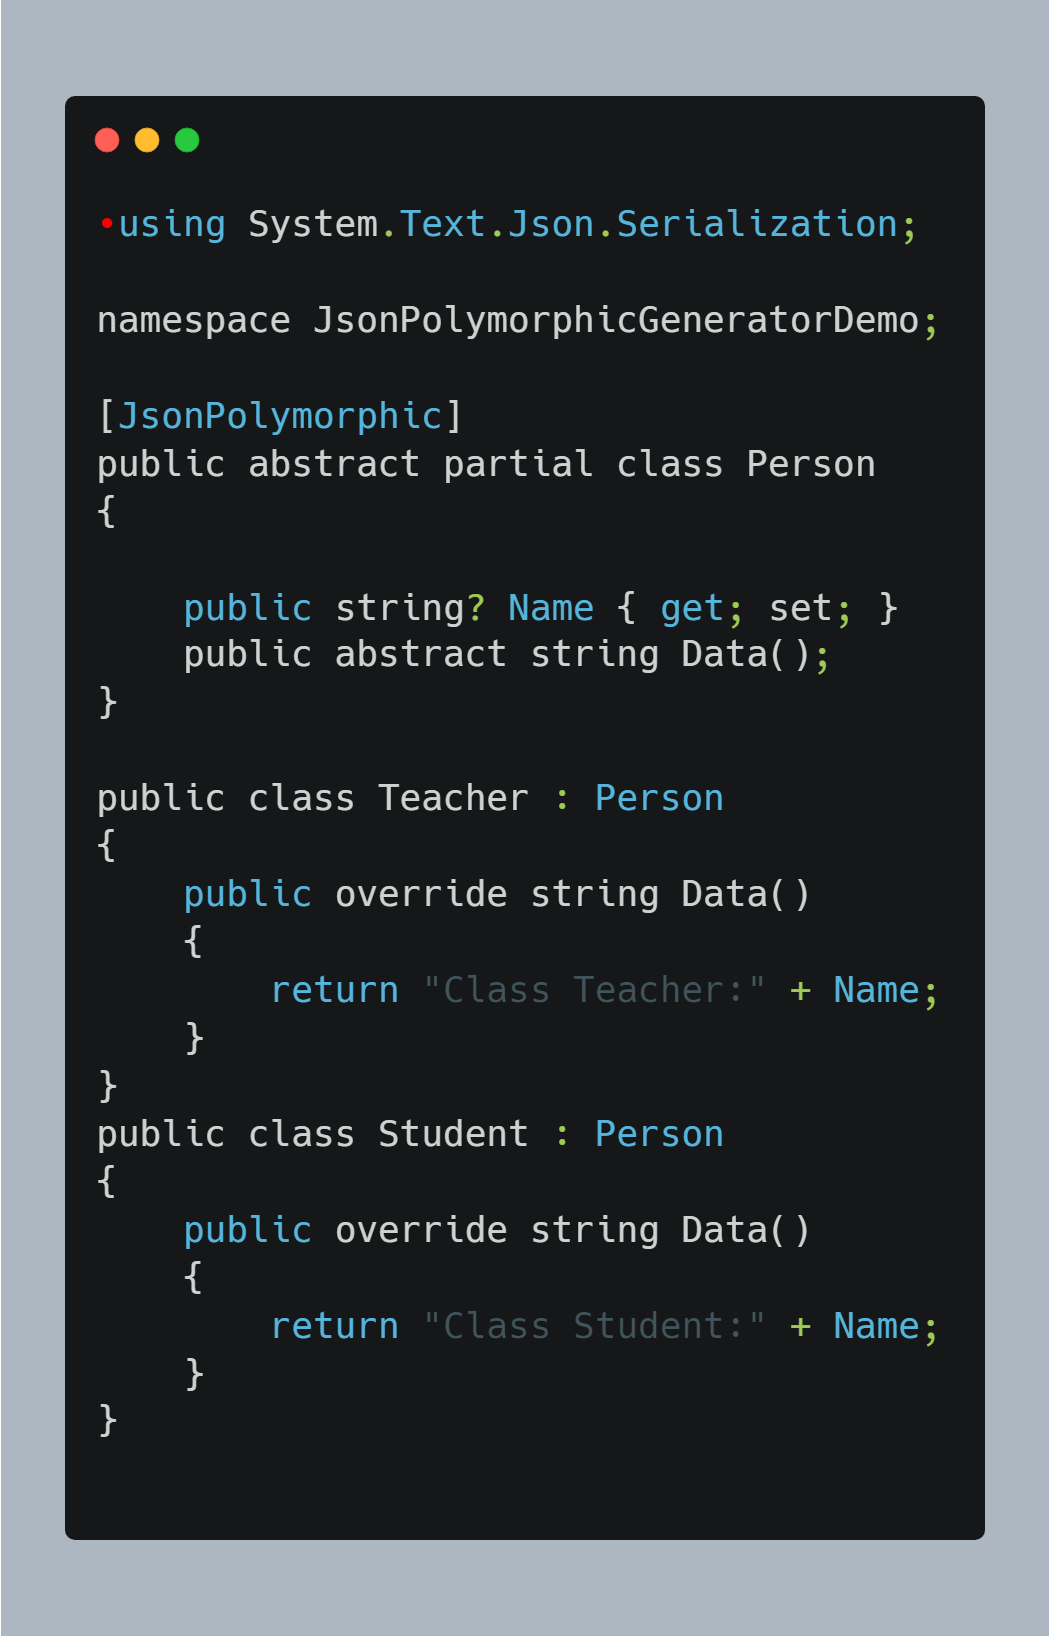 •using System.Text.Json.Serialization;
namespace JsonPolymorphicGeneratorDemo;
[JsonPolymorphic]
public abstract partial class Person
{
    public string? Name { get; set; }
    public abstract string Data();
}
public class Teacher : Person
{
    public override string Data()
    {
        return "Class Teacher:" + Name;
    }
}
public class Student : Person
{
    public override string Data()
    {
        return "Class Student:" + Name;
    }
}